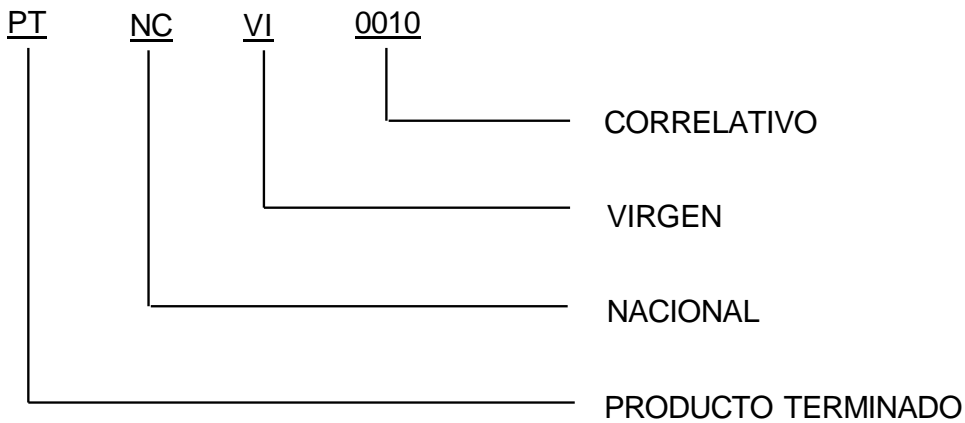 PT NC VI 0010
CORRELATIVO
VIRGEN
NACIONAL
PRODUCTO TERMINADO